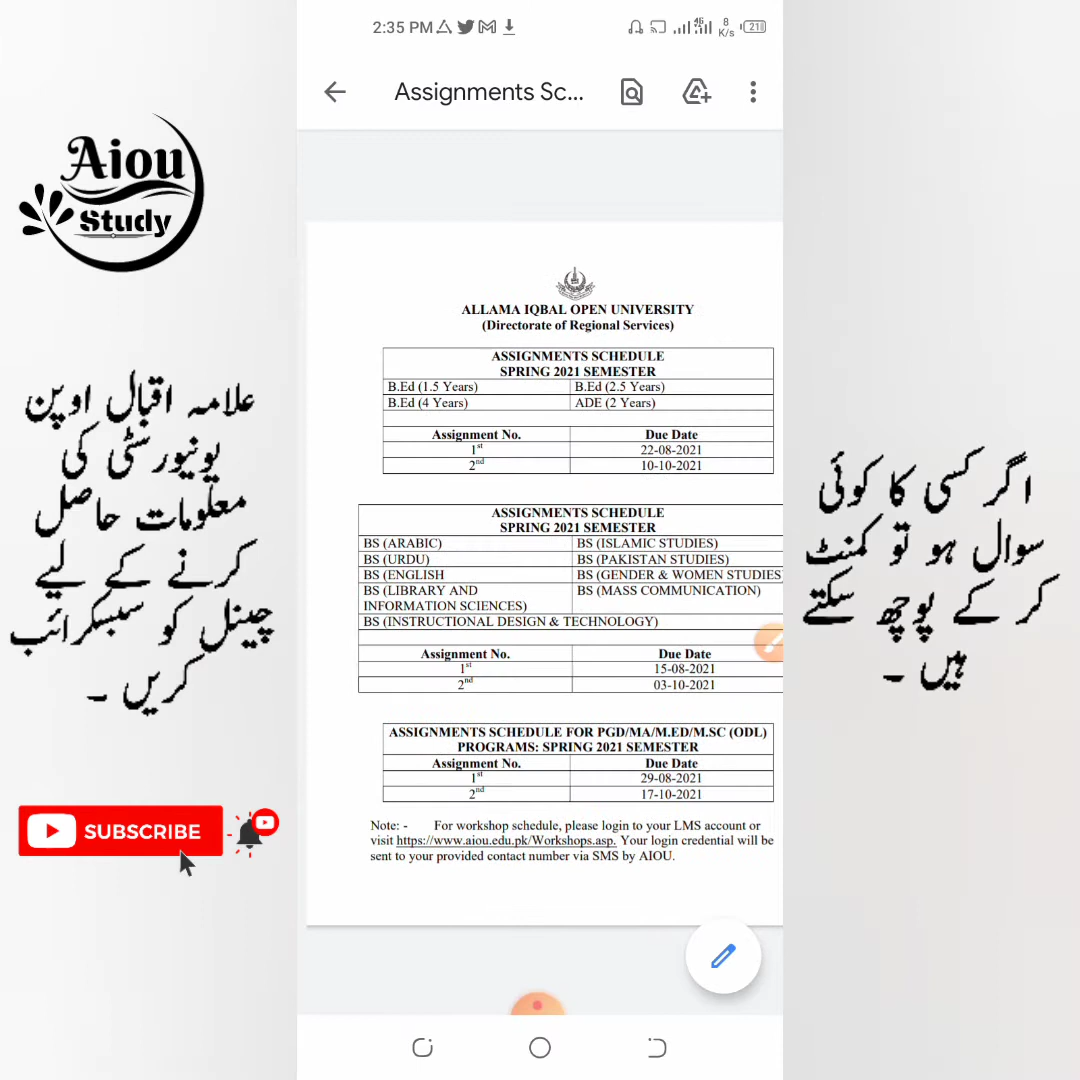 2:35 PM
4G
8
K/s
21
Assignments Sc...
Aiou
Study
علامہ اقبال اوپن
یونیورسٹی کی
معلومات حاصل
کرنے کے لیے
چینل کو سبسکرائب
کریں ۔
SUBSCRIBE
ALLAMA IQBAL OPEN UNIVERSITY
(Directorate of Regional Services)
ASSIGNMENTS SCHEDULE
SPRING 2021 SEMESTER
B.Ed (1.5 Years) B.Ed (2.5 Years)
B.Ed (4 Years) ADE (2 Years)
Assignment No. Due Date
1st 22-08-2021
2nd 10-10-2021
ASSIGNMENTS SCHEDULE
SPRING 2021 SEMESTER
BS (ARABIC) BS (ISLAMIC STUDIES)
BS (URDU) BS (PAKISTAN STUDIES)
BS (ENGLISH BS (GENDER & WOMEN STUDIES
BS (LIBRARY AND BS (MASS COMMUNICATION)
INFORMATION SCIENCES)
BS (INSTRUCTIONAL DESIGN & TECHNOLOGY)
Assignment No. Due Date
1st 15-08-2021
2nd 03-10-2021
ASSIGNMENTS SCHEDULE FOR PGD/MA/M.ED/M.SC (ODL)
PROGRAMS: SPRING 2021 SEMESTER
Assignment No. Due Date
1st 29-08-2021
2nd 17-10-2021
Note: - For workshop schedule, please login to your LMS account or
visit https://www.aiou.edu.pk/Workshops.asp. Your login credential will be
sent to your provided contact number via SMS by AIOU.
اگر کسی کا کوئی
سوال ہو تو کمنٹ
کر کے پوچھ سکتے
ہیں ۔